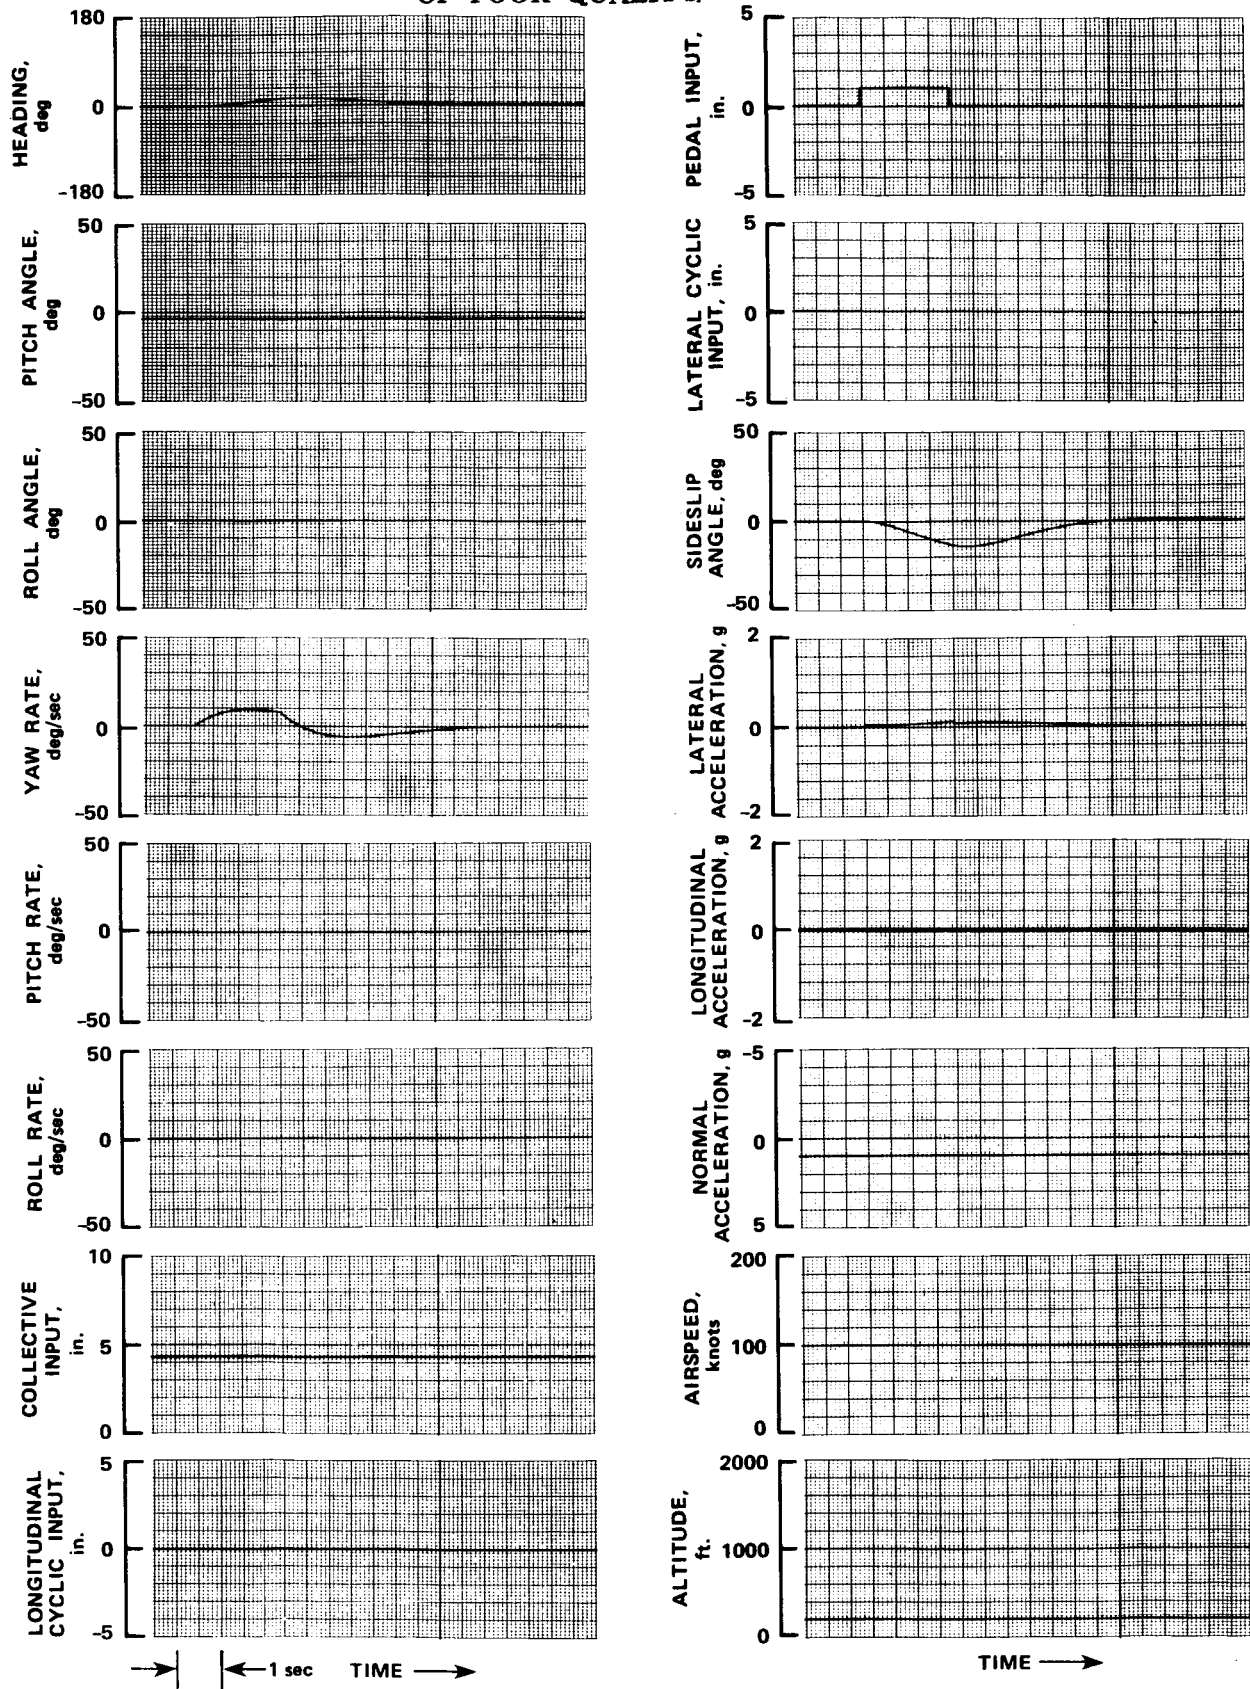 180
HEADING,
deg
0
-180
50
PITCH ANGLE,
deg
0
-50
50
ROLL ANGLE,
deg
0
-50
50
YAW RATE,
deg/sec
0
-50
50
PITCH RATE,
deg/sec
0
-50
50
ROLL RATE,
deg/sec
0
-50
10
COLLECTIVE
INPUT,
in.
5
0
5
LONGITUDINAL
CYCLIC INPUT,
in.
0
-5
1 sec TIME
5
PEDAL INPUT,
in.
0
-5
5
LATERAL CYCLIC
INPUT, in.
0
-5
50
SIDESLIP
ANGLE, deg
0
-50
2
LATERAL
ACCELERATION, g
0
-2
2
LONGITUDINAL
ACCELERATION, g
0
-2
-5
NORMAL
ACCELERATION, g
0
5
200
AIRSPEED,
knots
100
0
2000
ALTITUDE,
ft.
1000
0
TIME